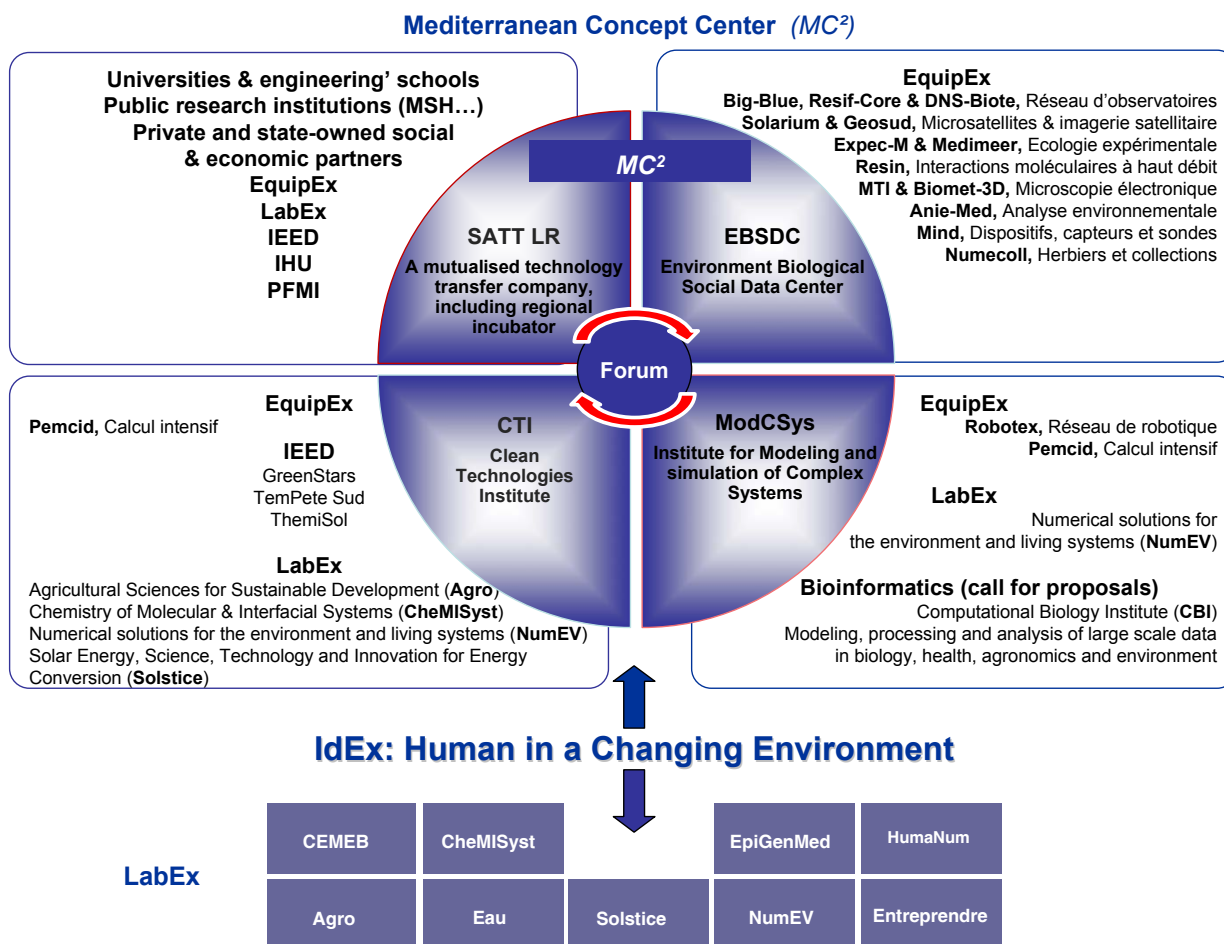 Mediterranean Concept Center (MC²)
Universities & engineering' schools
Public research institutions (MSH…)
Private and state-owned social
& economic partners
EquipEx
LabEx
IEED
IHU
PFMI
EquipEx
Big-Blue, Resif-Core & DNS-Biote, Réseau d'observatoires
Solarium & Geosud, Microsatellites & imagerie satellitaire
Expec-M & Medimeer, Ecologie expérimentale
Resin, Interactions moléculaires à haut débit
MTI & Biomet-3D, Microscopie électronique
Anie-Med, Analyse environnementale
Mind, Dispositifs, capteurs et sondes
Numecoll, Herbiers et collections
MC²
SATT LR
A mutualised technology
transfer company,
including regional
incubator
EBSDC
Environment Biological
Social Data Center
Forum
CTI
Clean
Technologies
Institute
ModCSys
Institute for Modeling and
simulation of Complex
Systems
EquipEx
Pemcid, Calcul intensif
IEED
GreenStars
TemPete Sud
ThemiSol
LabEx
Agricultural Sciences for Sustainable Development (Agro)
Chemistry of Molecular & Interfacial Systems (CheMISyst)
Numerical solutions for the environment and living systems (NumEV)
Solar Energy, Science, Technology and Innovation for Energy
Conversion (Solstice)
EquipEx
Robotex, Réseau de robotique
Pemcid, Calcul intensif
LabEx
Numerical solutions for
the environment and living systems (NumEV)
Bioinformatics (call for proposals)
Computational Biology Institute (CBI)
Modeling, processing and analysis of large scale data
in biology, health, agronomics and environment
IdEx: Human in a Changing Environment
LabEx
CEMEB
CheMISyst
EpiGenMed
HumaNum
Agro
Eau
Solstice
NumEV
Entreprendre